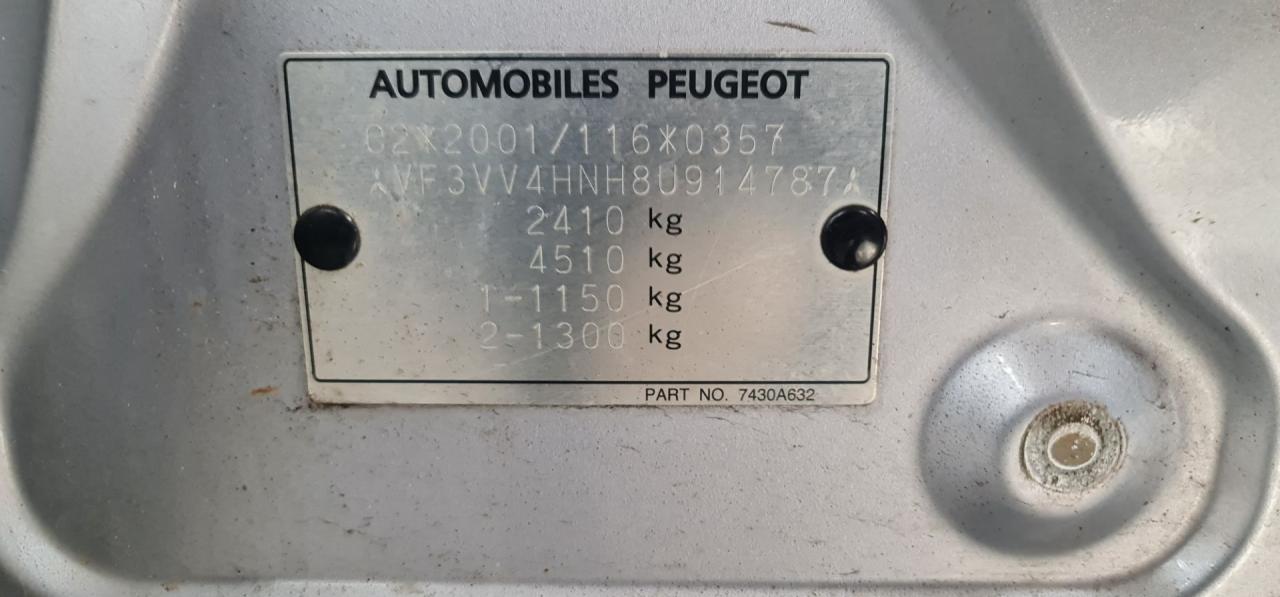 AUTOMOBILES PEUGEOT
G2*2001/116*0357
*VF3VV4HNH8U914787*
2410 kg
4510 kg
1-1150 kg
2-1300 kg
PART NO. 7430A632